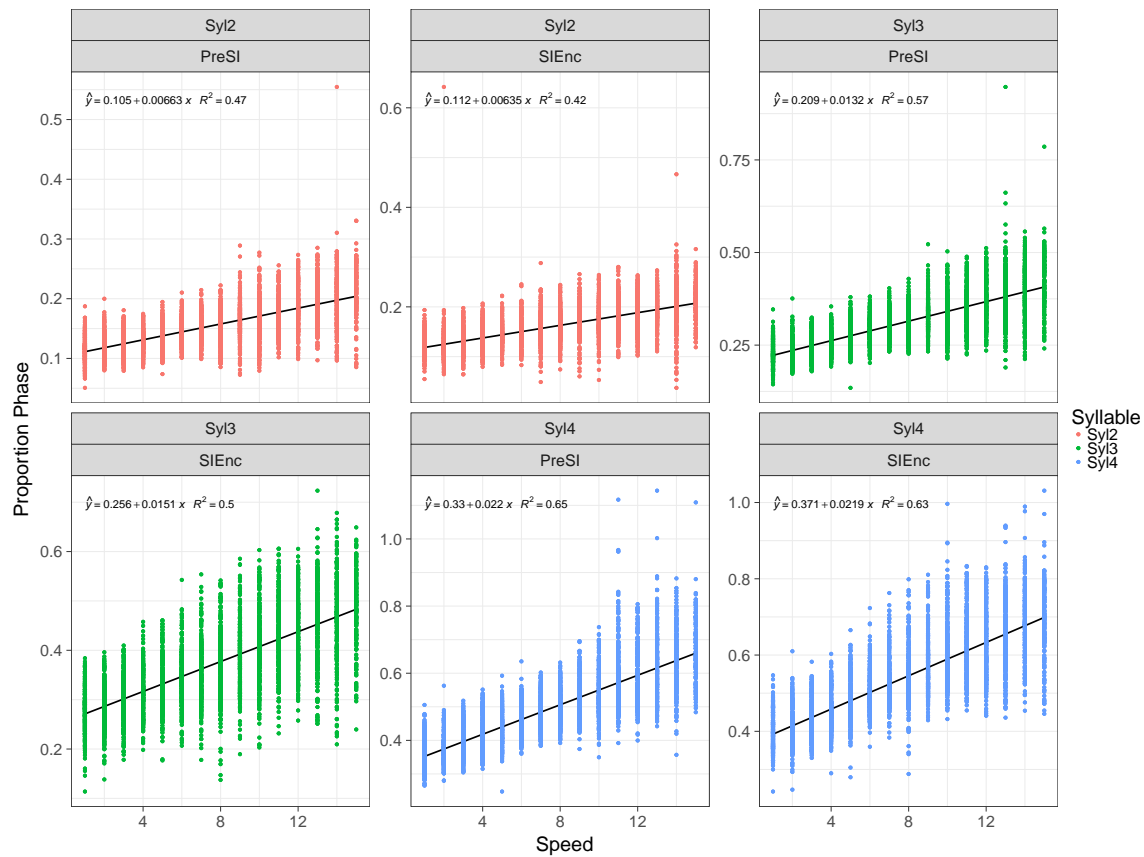 Syl2
PreSI
ŷ = 0.105 + 0.00663 x R² = 0.47
0.5
0.4
0.3
0.2
0.1
Syl2
SIEnc
ŷ = 0.112 + 0.00635 x R² = 0.42
0.6
0.4
0.2
Syl3
PreSI
ŷ = 0.209 + 0.0132 x R² = 0.57
0.75
0.50
0.25
Syl3
SIEnc
ŷ = 0.256 + 0.0151 x R² = 0.5
0.6
0.4
0.2
4 8 12
Syl4
PreSI
ŷ = 0.33 + 0.022 x R² = 0.65
1.0
0.8
0.6
0.4
4 8 12
Syl4
SIEnc
ŷ = 0.371 + 0.0219 x R² = 0.63
1.0
0.8
0.6
0.4
4 8 12
Proportion Phase
Speed
Syllable
Syl2
Syl3
Syl4